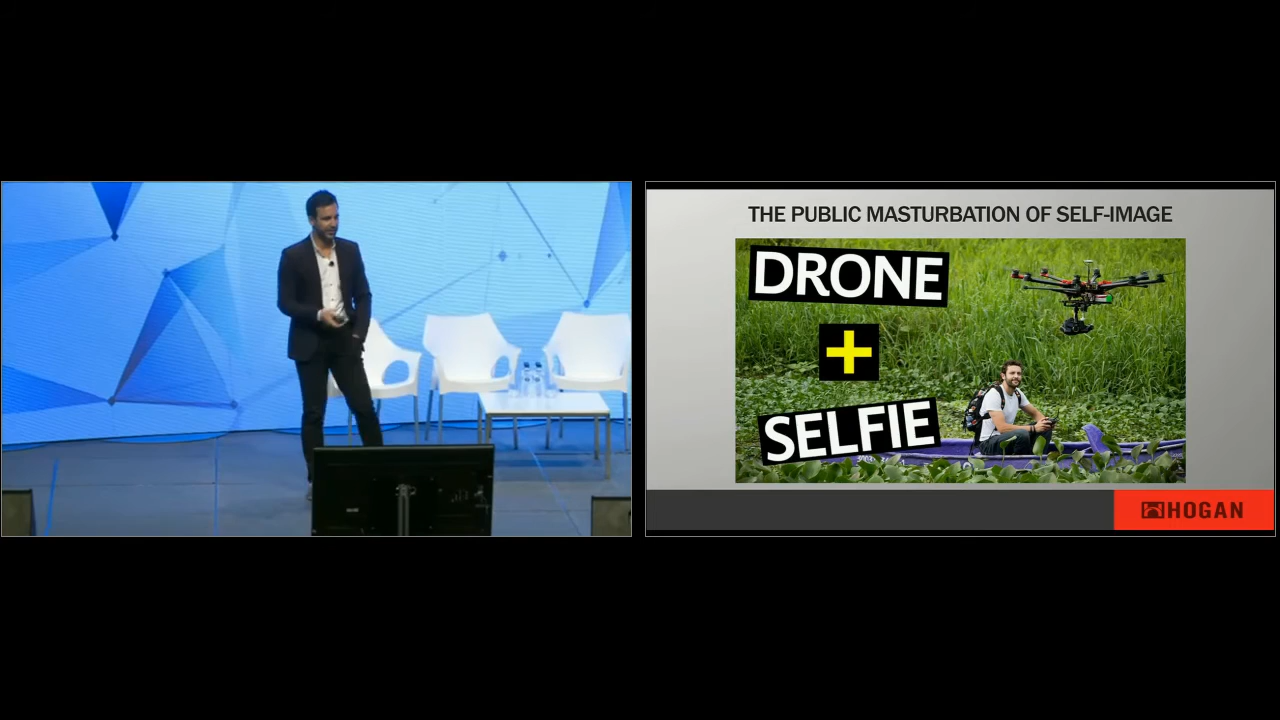 THE PUBLIC MASTURBATION OF SELF-IMAGE
DRONE
+
SELFIE
HOGAN